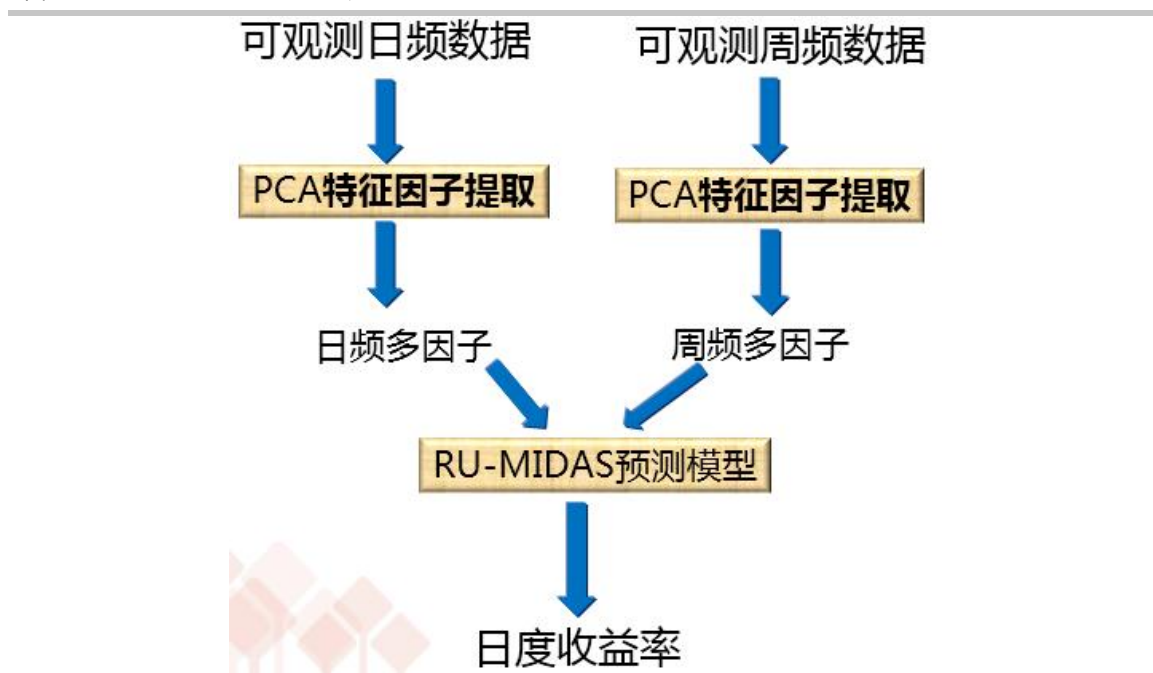 可观测日频数据
可观测周频数据
PCA特征因子提取
PCA特征因子提取
日频多因子
周频多因子
RU-MIDAS预测模型
日度收益率